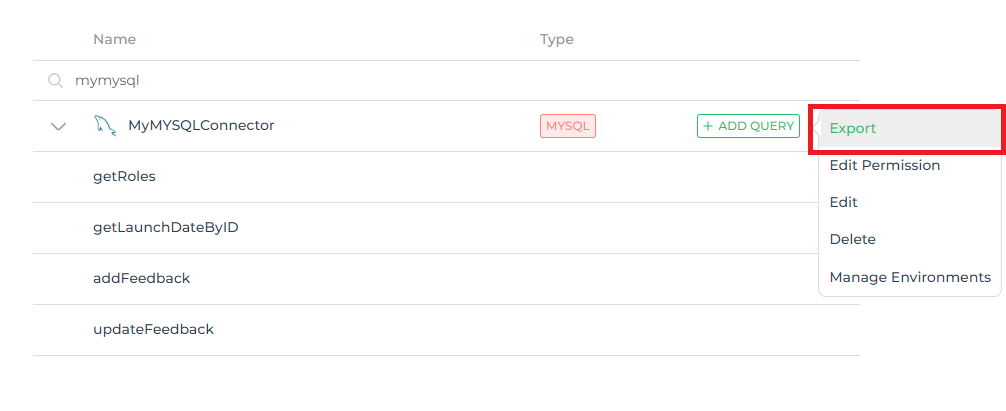 Name Type
mymysql
MyMYSQLConnector MYSQL + ADD QUERY
Export
Edit Permission
getRoles
Edit
getLaunchDateByID
Delete
addFeedback
Manage Environments
updateFeedback